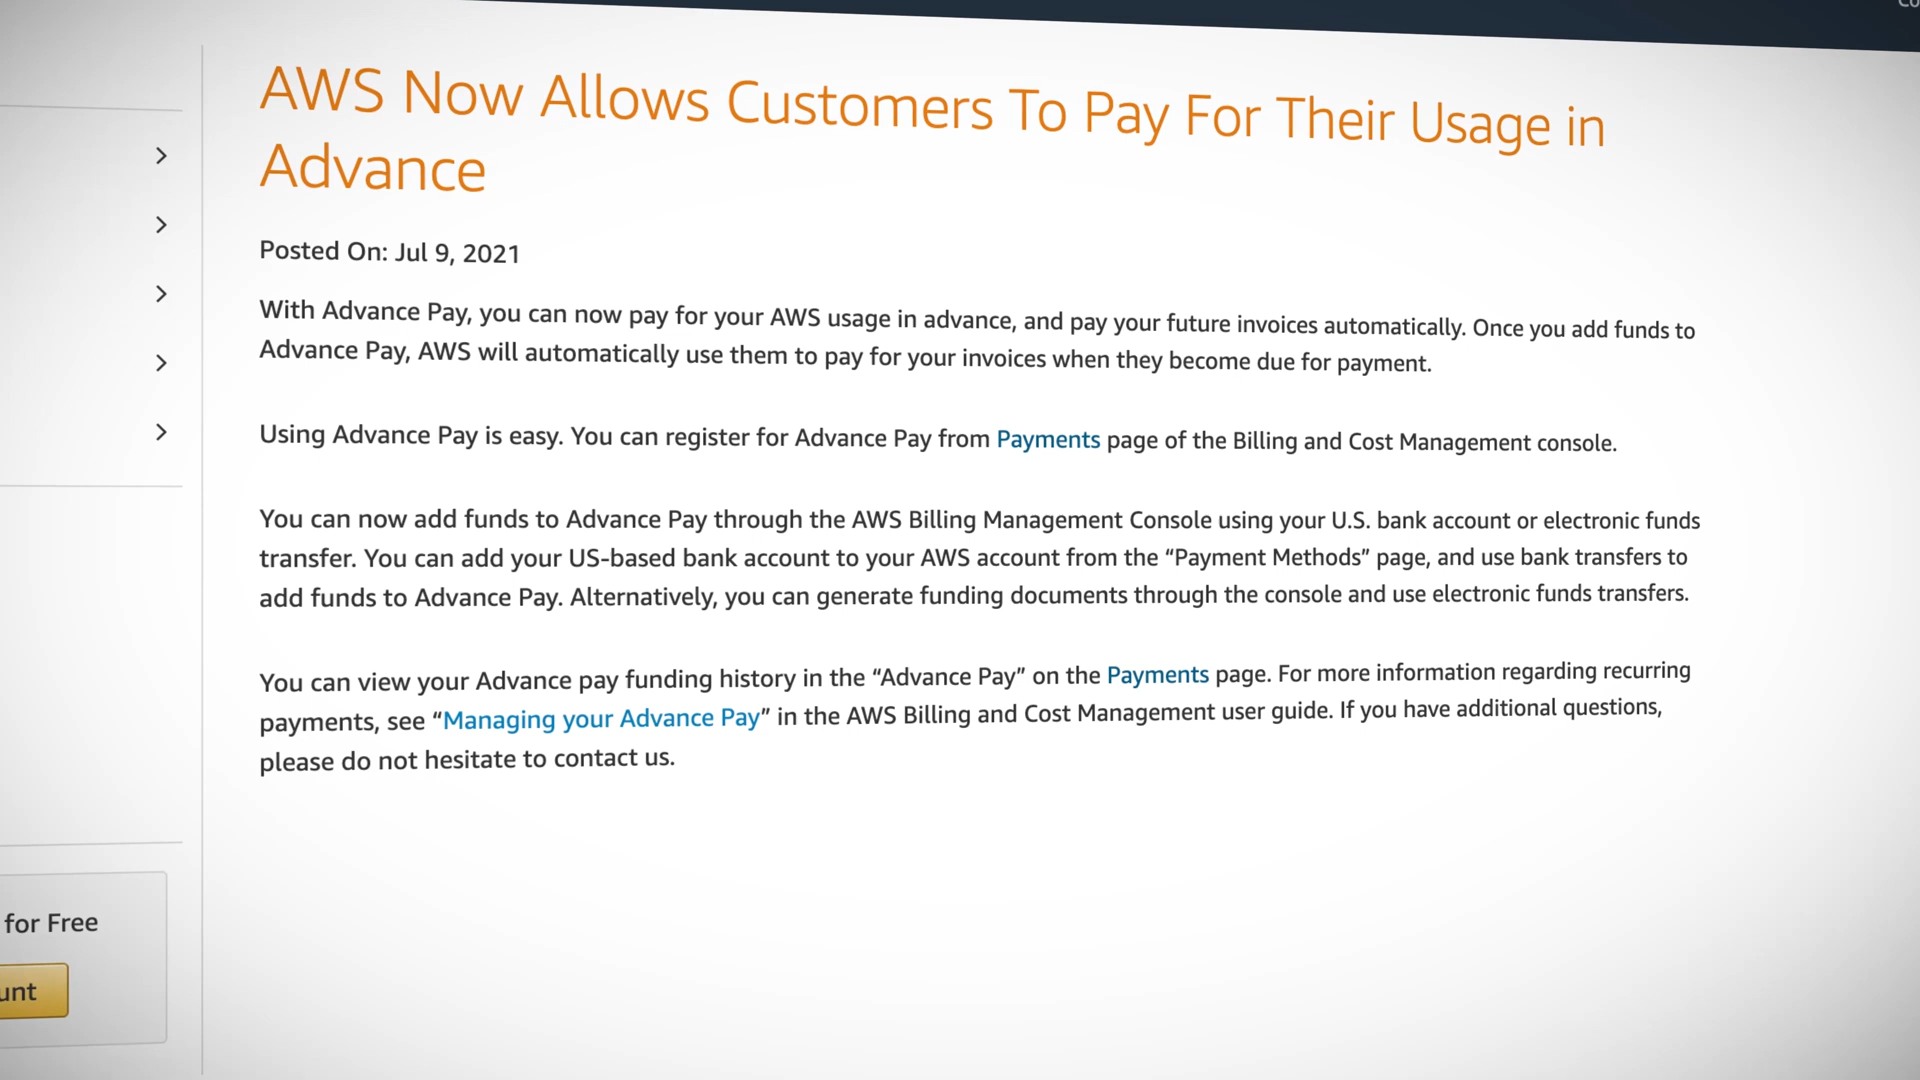 AWS Now Allows Customers To Pay For Their Usage in
Advance
Posted On: Jul 9, 2021
With Advance Pay, you can now pay for your AWS usage in advance, and pay your future invoices automatically. Once you add funds to
Advance Pay, AWS will automatically use them to pay for your invoices when they become due for payment.
Using Advance Pay is easy. You can register for Advance Pay from Payments page of the Billing and Cost Management console.
You can now add funds to Advance Pay through the AWS Billing Management Console using your U.S. bank account or electronic funds
transfer. You can add your US-based bank account to your AWS account from the “Payment Methods” page, and use bank transfers to
add funds to Advance Pay. Alternatively, you can generate funding documents through the console and use electronic funds transfers.
You can view your Advance pay funding history in the “Advance Pay” on the Payments page. For more information regarding recurring
payments, see “Managing your Advance Pay” in the AWS Billing and Cost Management user guide. If you have additional questions,
please do not hesitate to contact us.
for Free
unt